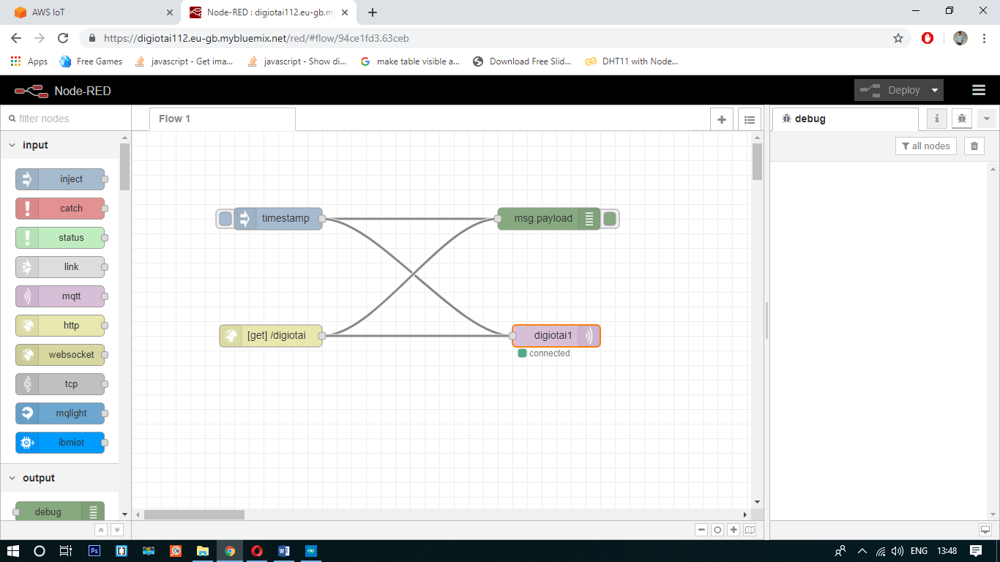 AWS IoT
Node-RED : digiotai112.eu-gb.my
https://digiotai112.eu-gb.mybluemix.net/red/#flow/94ce1fd3.63ceb
Apps Free Games javascript - Get ima... javascript - Show di... make table visible a... Download Free Slid... DHT11 with Node...
Node-RED Deploy
filter nodes Flow 1 debug
input all nodes
inject
catch
status
link
mqtt
http
websocket
tcp
mqlight
ibmiot
output
debug
timestamp msg.payload
[get] /digiotai digiotai1
connected
ENG 13:48